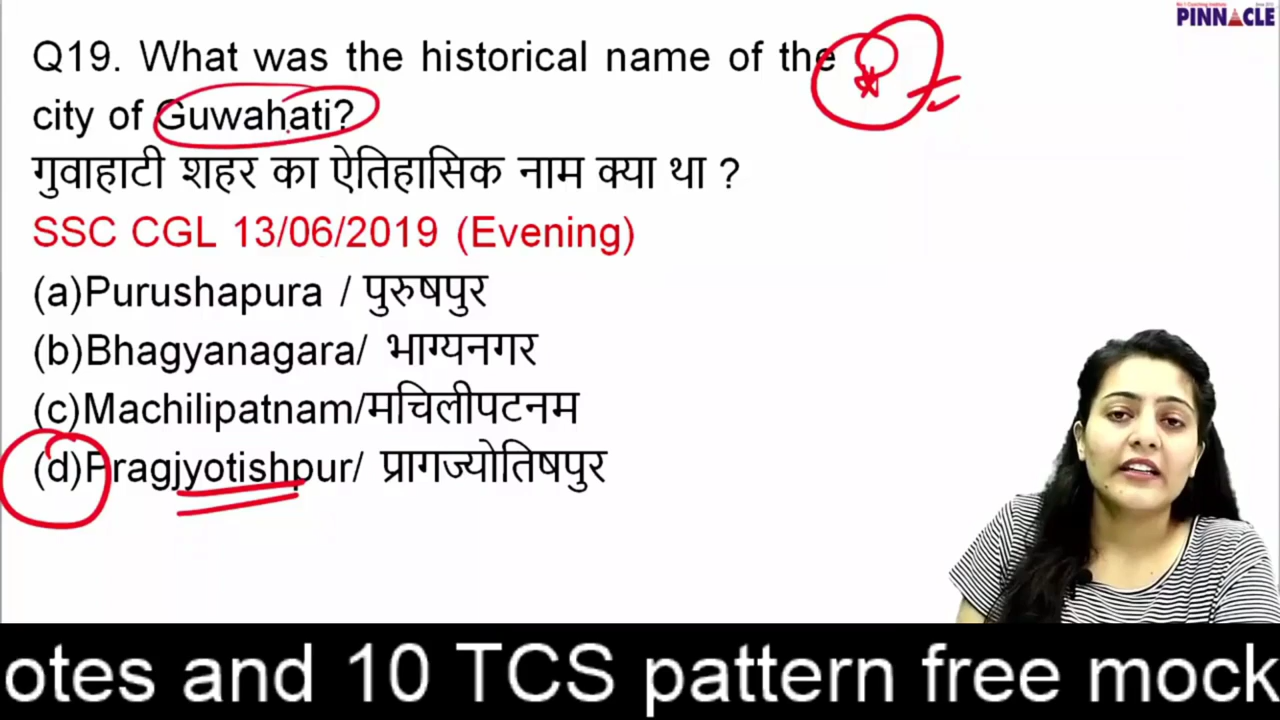 PINNACLE
Q19. What was the historical name of the
city of Guwahati?
गुवाहाटी शहर का ऐतिहासिक नाम क्या था ?
SSC CGL 13/06/2019 (Evening)
(a)Purushapura / पुरुषपुर
(b)Bhagyanagara/ भाग्यनगर
(c)Machilipatnam/मचिलीपटनम
(d)Pragjyotishpur/ प्रागज्योतिषपुर
otes and 10 TCS pattern free mock